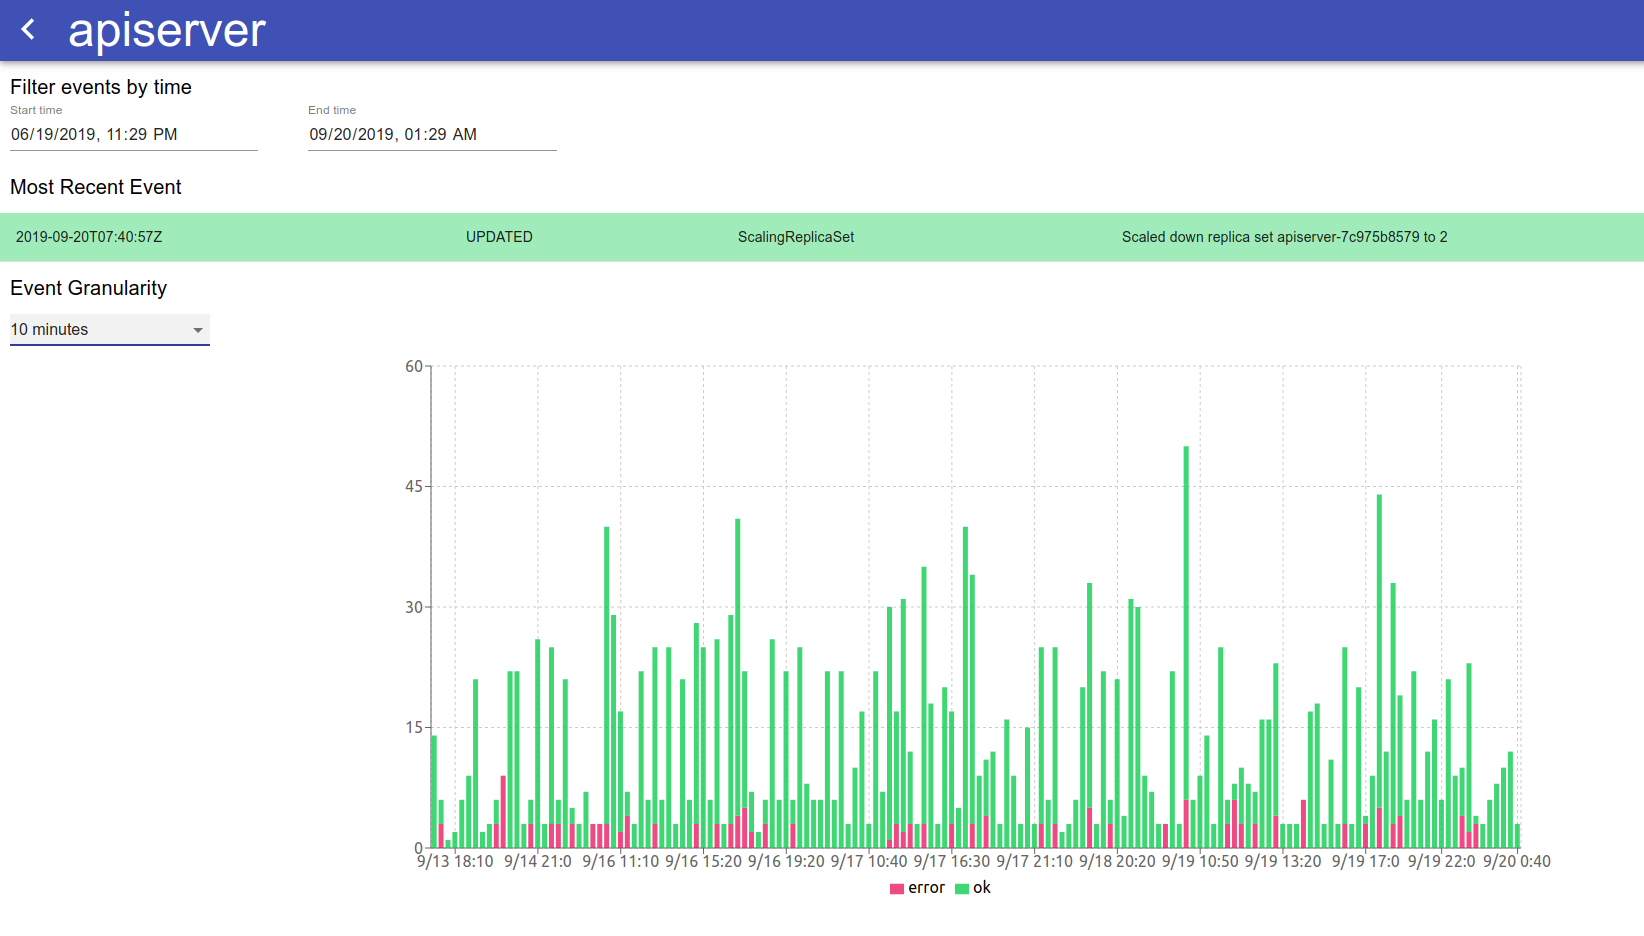 apiserver
Filter events by time
Start time End time
06/19/2019, 11:29 PM 09/20/2019, 01:29 AM
Most Recent Event
2019-09-20T07:40:57Z UPDATED ScalingReplicaSet Scaled down replica set apiserver-7c975b8579 to 2
Event Granularity
10 minutes
60
45
30
15
0
9/13 18:10 9/14 21:0 9/16 11:10 9/16 15:20 9/16 19:20 9/17 10:40 9/17 16:30 9/17 21:10 9/18 20:20 9/19 10:50 9/19 13:20 9/19 17:0 9/19 22:0 9/20 0:40
error ok